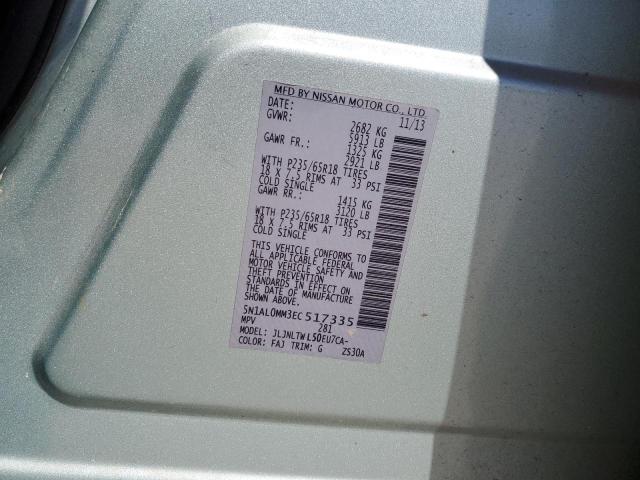 MFD BY NISSAN MOTOR CO., LTD
DATE: 11/13
GVWR: 2682 KG
5913 LB
GAWR FR.: 1325 KG
2921 LB
WITH P235/65R18 TIRES
18 X 7.5 RIMS AT 33 PSI
COLD SINGLE
GAWR RR.: 1415 KG
3120 LB
WITH P235/65R18 TIRES
18 X 7.5 RIMS AT 33 PSI
COLD SINGLE
THIS VEHICLE CONFORMS TO
ALL APPLICABLE FEDERAL
MOTOR VEHICLE SAFETY AND
THEFT PREVENTION
STANDARDS IN EFFECT ON
THE DATE OF MANUFACTURE
SHOWN ABOVE.
5N1AL0MM3EC517335
MPV 281
MODEL: JLJNLTWL50EU7CA-
COLOR: FAJ TRIM: G ZS30A